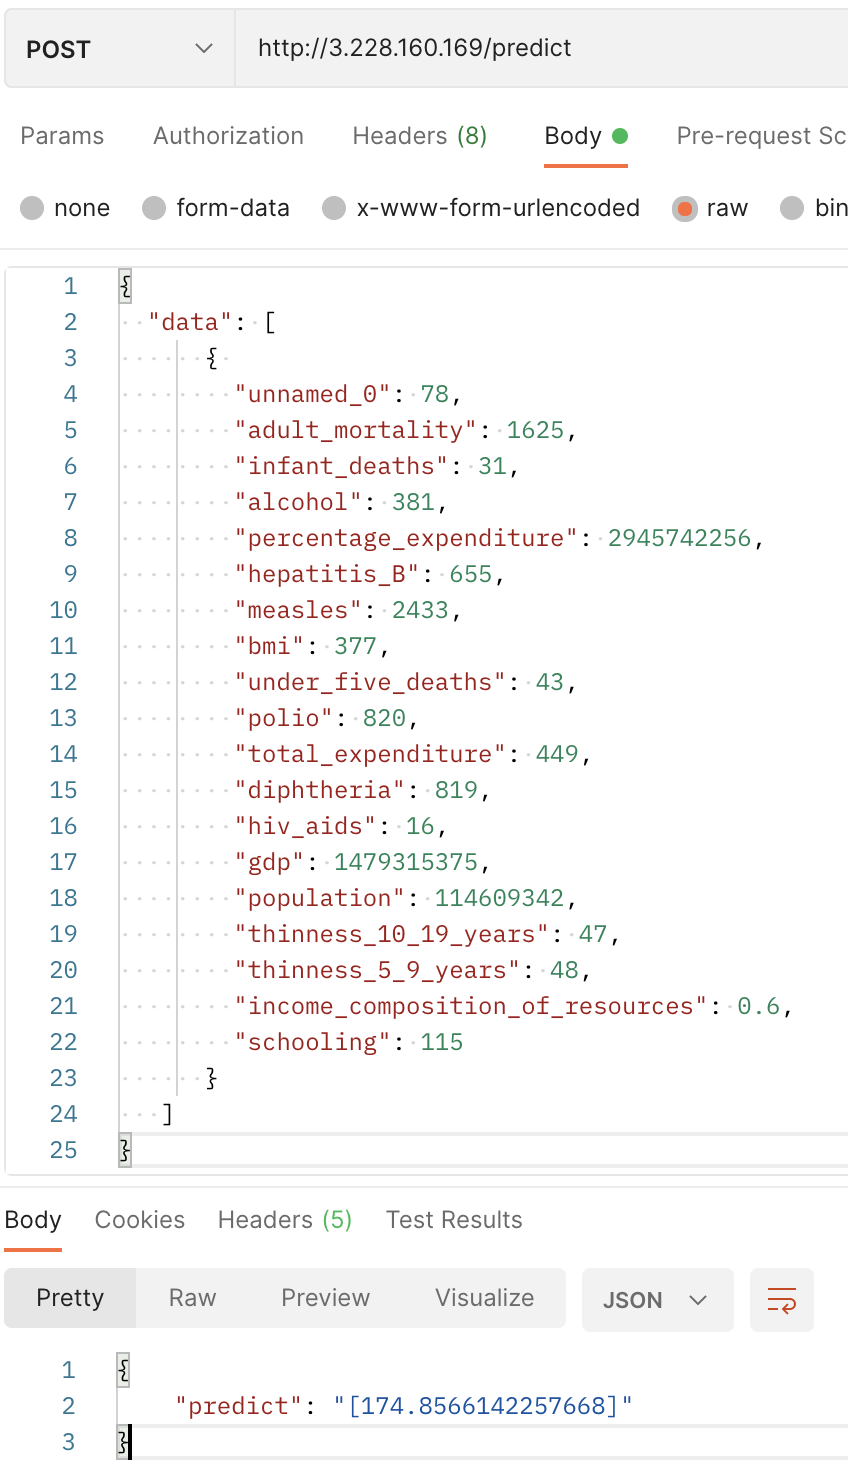 POST http://3.228.160.169/predict
Params Authorization Headers (8) Body Pre-request Sc
none form-data x-www-form-urlencoded raw bin
1 {
2 "data": [
3 {
4 "unnamed_0": 78,
5 "adult_mortality": 1625,
6 "infant_deaths": 31,
7 "alcohol": 381,
8 "percentage_expenditure": 2945742256,
9 "hepatitis_B": 655,
10 "measles": 2433,
11 "bmi": 377,
12 "under_five_deaths": 43,
13 "polio": 820,
14 "total_expenditure": 449,
15 "diphtheria": 819,
16 "hiv_aids": 16,
17 "gdp": 1479315375,
18 "population": 114609342,
19 "thinness_10_19_years": 47,
20 "thinness_5_9_years": 48,
21 "income_composition_of_resources": 0.6,
22 "schooling": 115
23 }
24 ]
25 }
Body Cookies Headers (5) Test Results
Pretty Raw Preview Visualize JSON
1 {
2 "predict": "[174.8566142257668]"
3 }